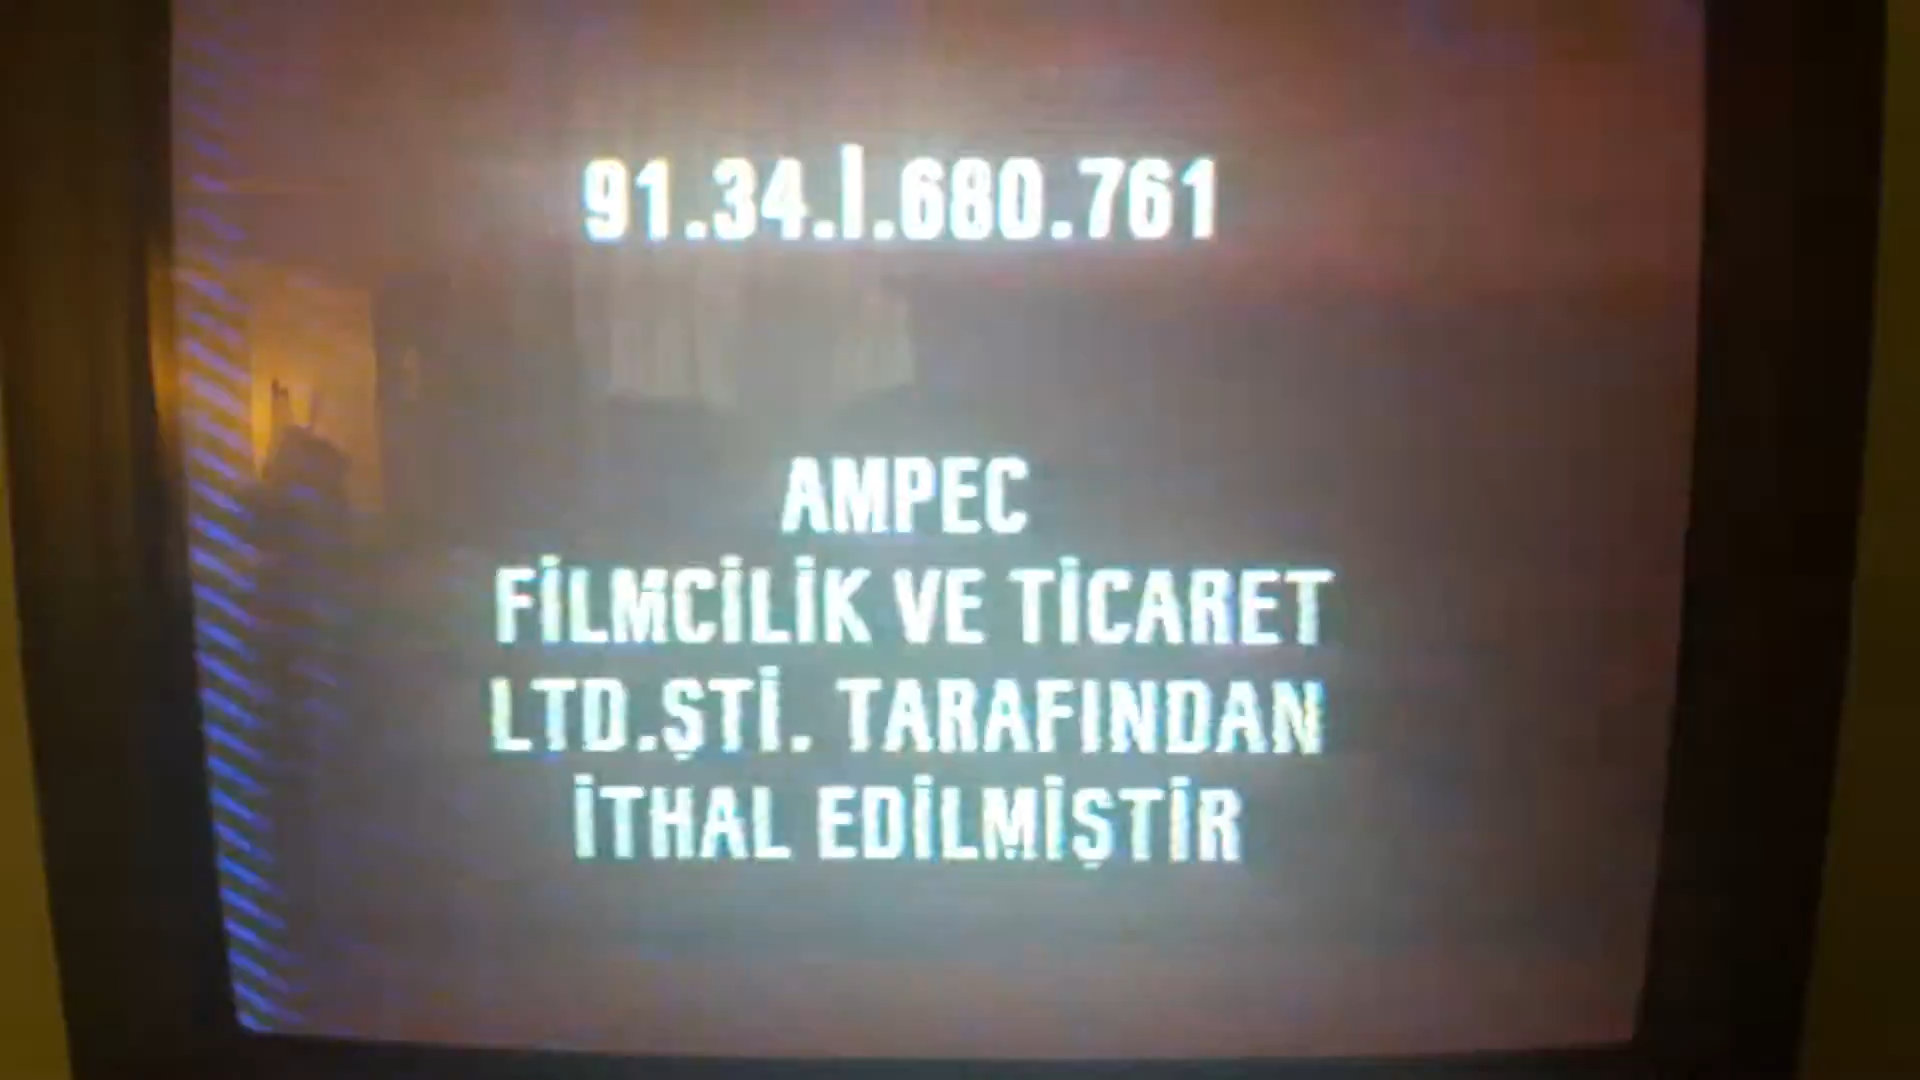 91.34.İ.680.761
AMPEC
FİLMCİLİK VE TİCARET
LTD.ŞTİ. TARAFINDAN
İTHAL EDİLMİŞTİR